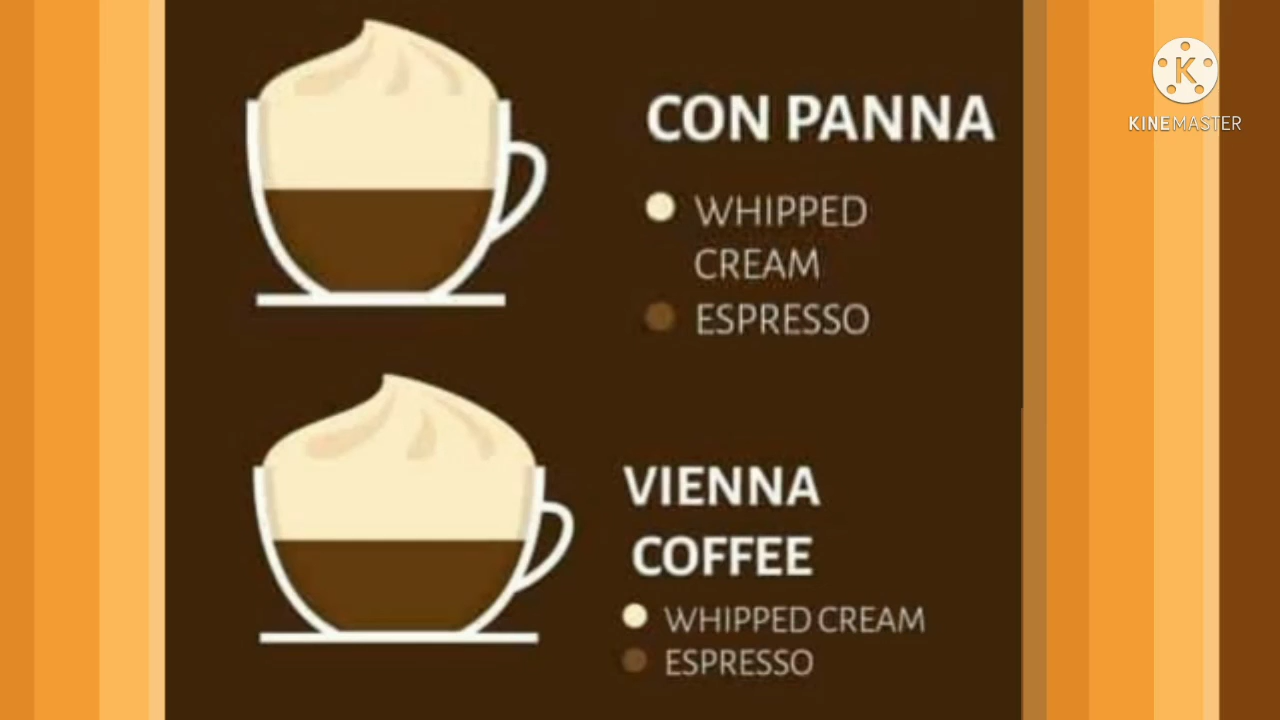 CON PANNA
WHIPPED
CREAM
ESPRESSO
VIENNA
COFFEE
WHIPPED CREAM
ESPRESSO
K
KINEMASTER